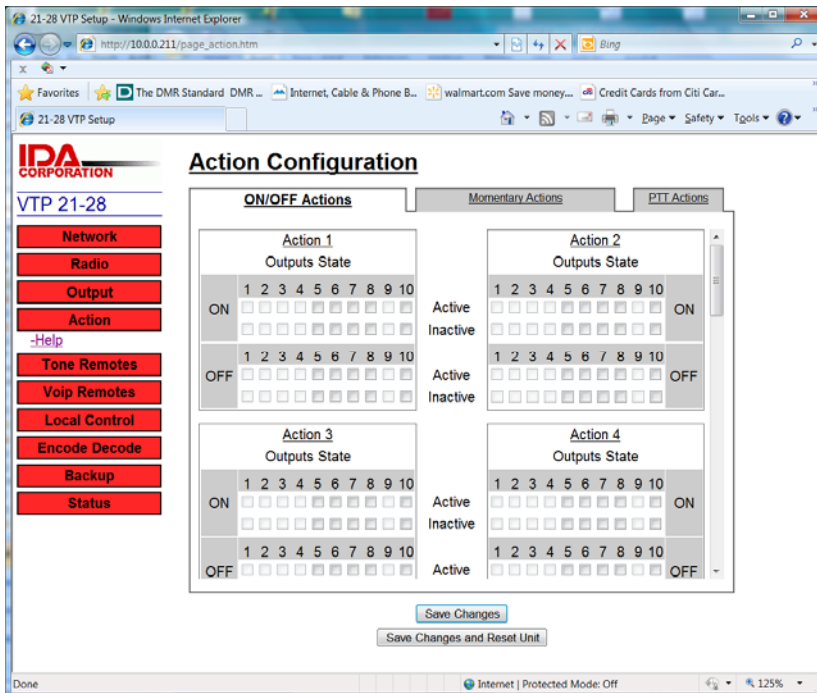 21-28 VTP Setup - Windows Internet Explorer
http://10.0.0.211/page_action.htm
Bing
x
Favorites The DMR Standard DMR ... Internet, Cable & Phone B... walmart.com Save money,... Credit Cards from Citi Car...
21-28 VTP Setup
Page Safety Tools
IDA
CORPORATION
VTP 21-28
Network
Radio
Output
Action
-Help
Tone Remotes
Voip Remotes
Local Control
Encode Decode
Backup
Status
Action Configuration
ON/OFF Actions Momentary Actions PTT Actions
Action 1 Action 2
Outputs State Outputs State
1 2 3 4 5 6 7 8 9 10 1 2 3 4 5 6 7 8 9 10
ON Active ON
Inactive
1 2 3 4 5 6 7 8 9 10 1 2 3 4 5 6 7 8 9 10
OFF Active OFF
Inactive
Action 3 Action 4
Outputs State Outputs State
1 2 3 4 5 6 7 8 9 10 1 2 3 4 5 6 7 8 9 10
ON Active ON
Inactive
1 2 3 4 5 6 7 8 9 10 1 2 3 4 5 6 7 8 9 10
OFF Active OFF
Save Changes
Save Changes and Reset Unit
Done Internet | Protected Mode: Off 125%